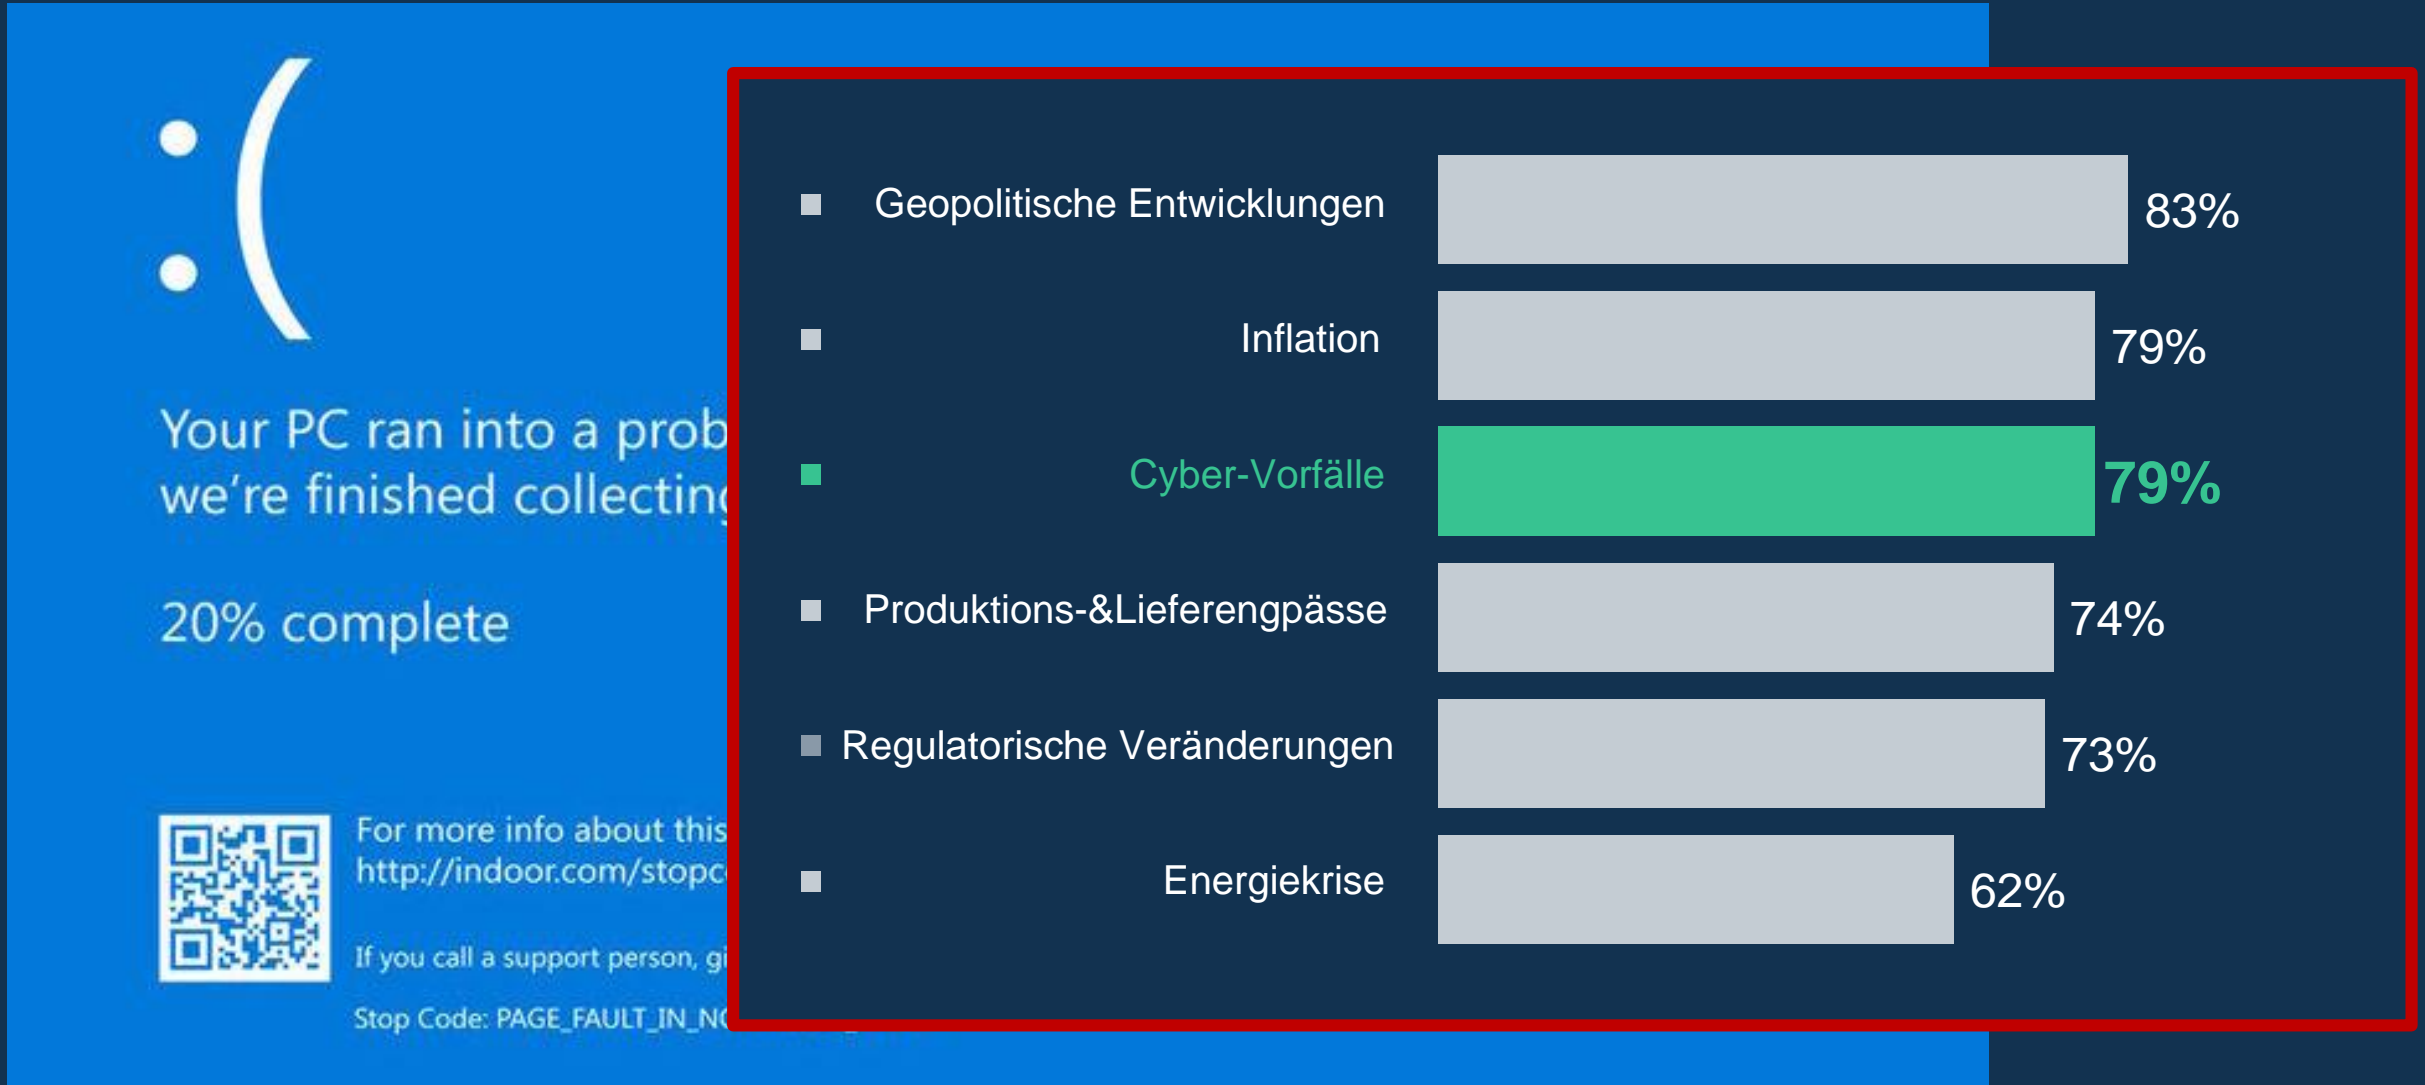 :(
Your PC ran into a prob
we're finished collecting
20% complete
For more info about this
http://indoor.com/stopc
If you call a support person, gi
Stop Code: PAGE_FAULT_IN_NO
Geopolitische Entwicklungen 83%
Inflation 79%
Cyber-Vorfälle 79%
Produktions-&Lieferengpässe 74%
Regulatorische Veränderungen 73%
Energiekrise 62%